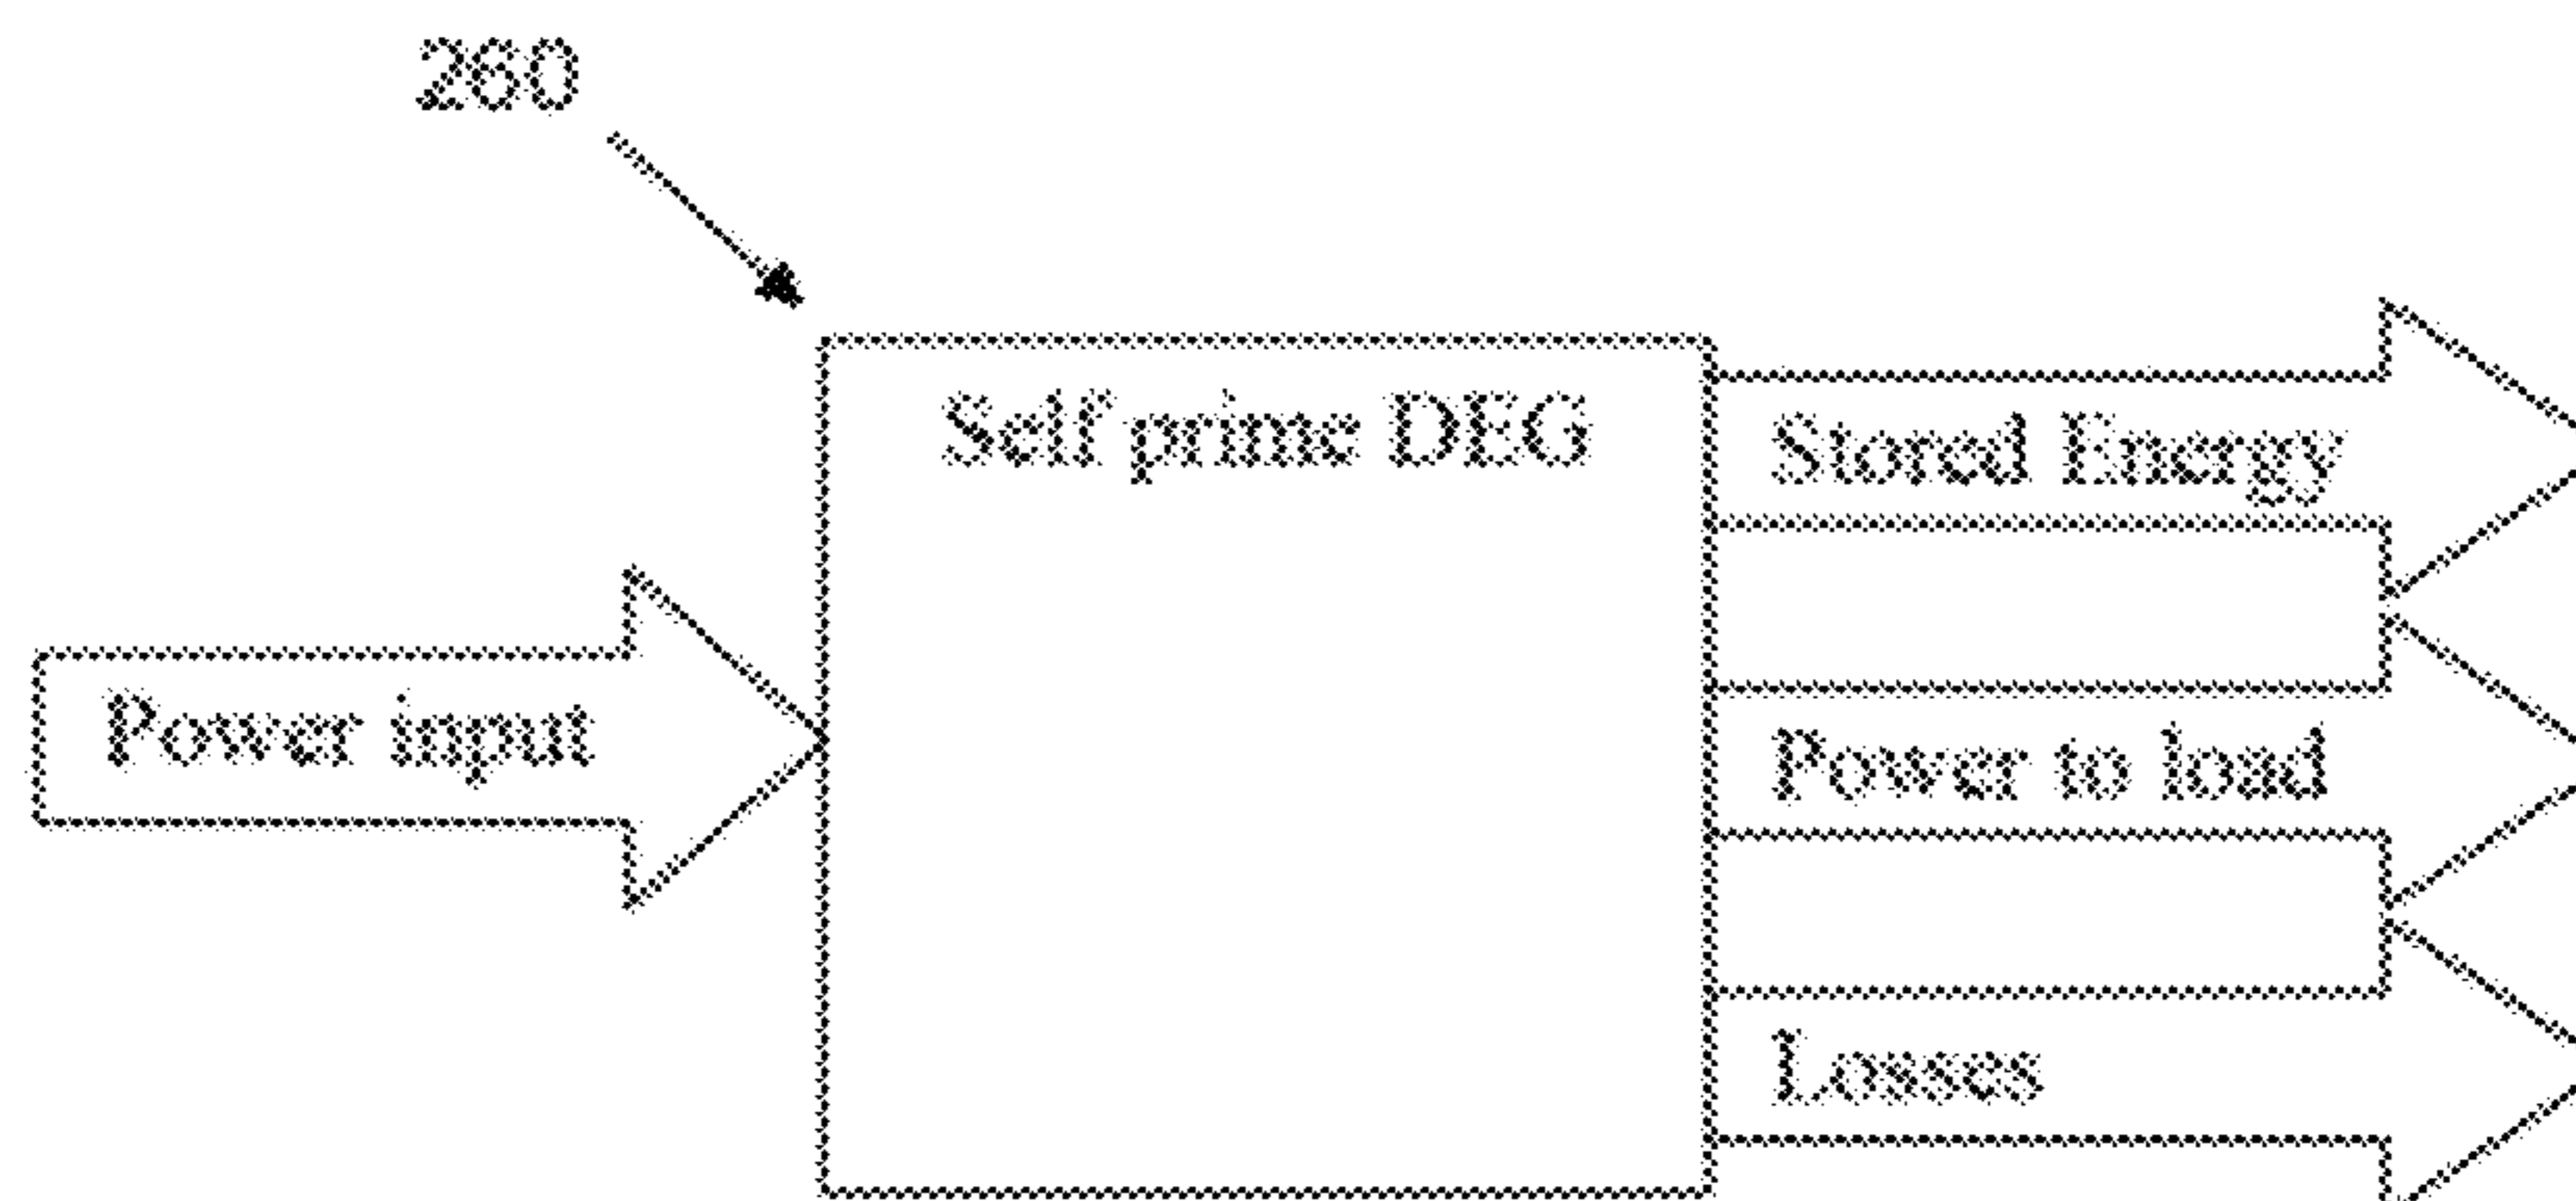 260
Self prime DEG
Stored Energy
Power input
Power to load
Losses